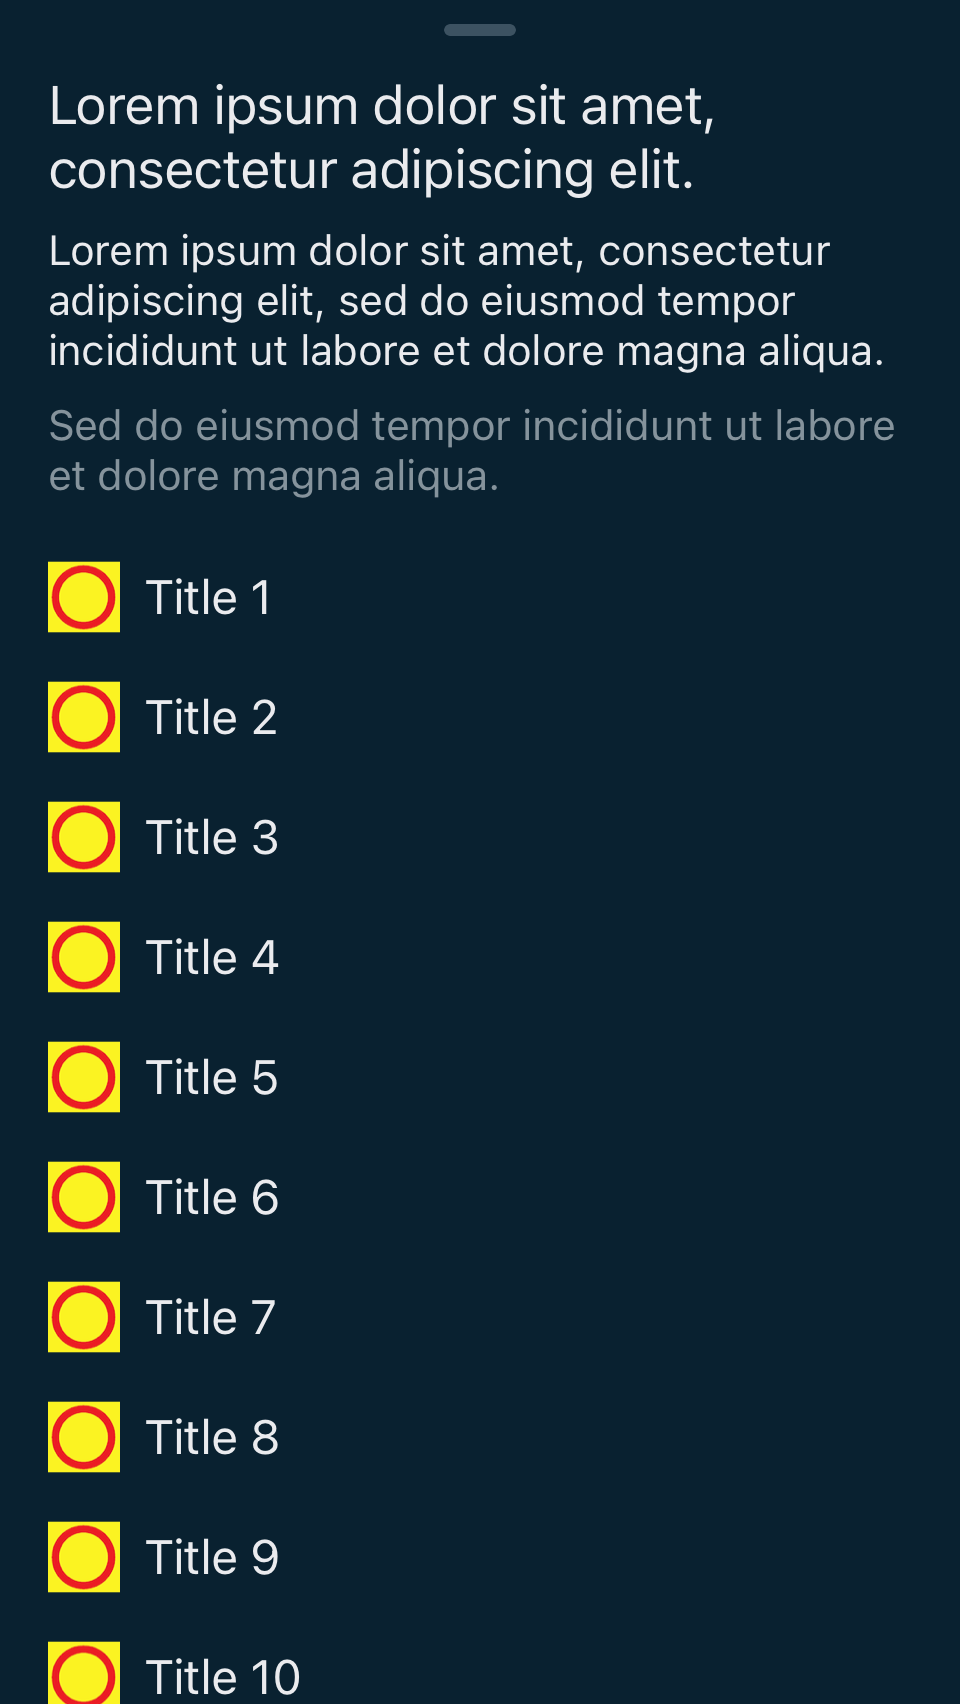 Lorem ipsum dolor sit amet,
consectetur adipiscing elit.
Lorem ipsum dolor sit amet, consectetur
adipiscing elit, sed do eiusmod tempor
incididunt ut labore et dolore magna aliqua.
Sed do eiusmod tempor incididunt ut labore
et dolore magna aliqua.
Title 1
Title 2
Title 3
Title 4
Title 5
Title 6
Title 7
Title 8
Title 9
Title 10